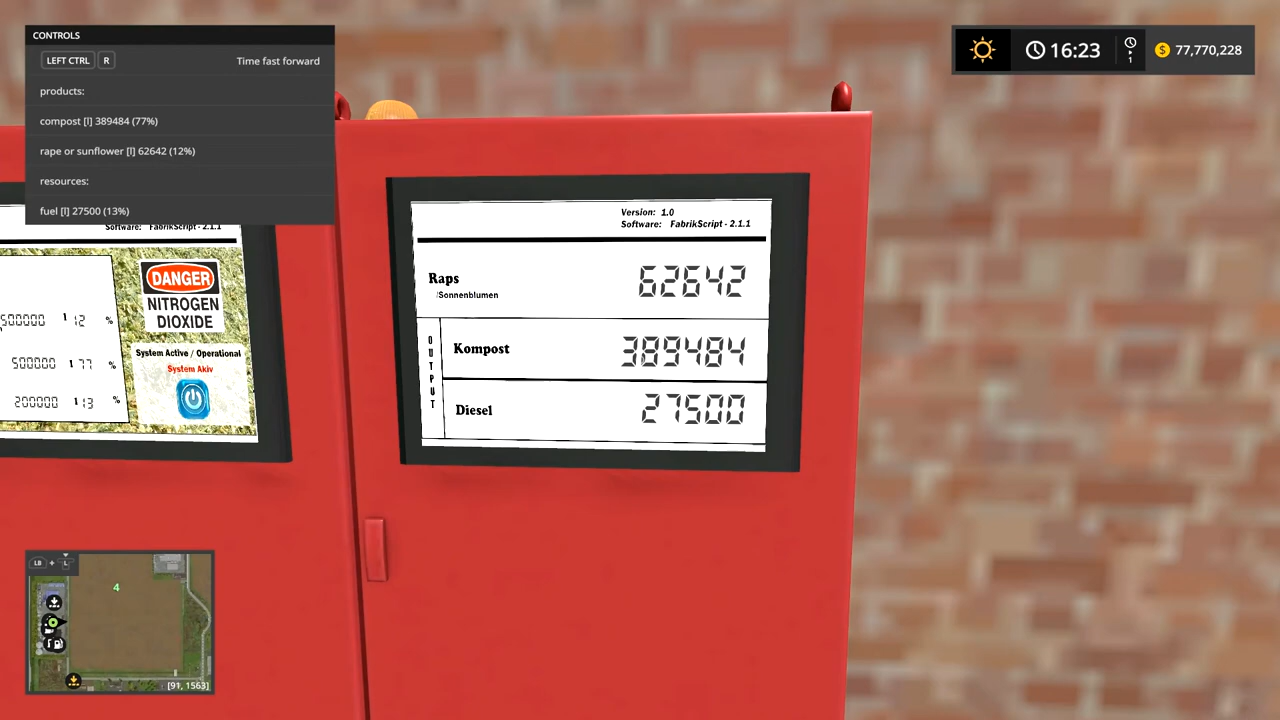 CONTROLS
LEFT CTRL R Time fast forward
products:
compost [l] 389484 (77%)
rape or sunflower [l] 62642 (12%)
resources:
fuel [l] 27500 (13%)
16:23
1
77,770,228
Software: FabrikScript - 2.1.1
500000 12 %
500000 77 %
200000 13 %
DANGER
NITROGEN
DIOXIDE
System Active / Operational
System Akiv
Version: 1.0
Software: FabrikScript - 2.1.1
Raps 62642
/Sonnenblumen
OUTPUT
Kompost 389484
Diesel 27500
LB + L
4
[91, 1563]